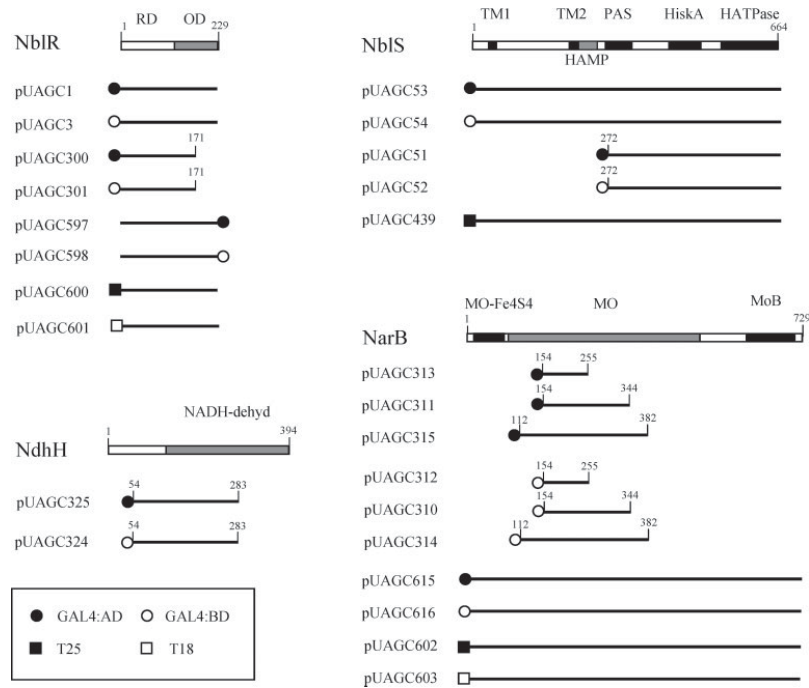 1 RD OD 229
NblR
pUAGC1
pUAGC3
171
pUAGC300
171
pUAGC301
pUAGC597
pUAGC598
pUAGC600
pUAGC601
NADH-dehyd
1 394
NdhH
54 283
pUAGC325
54 283
pUAGC324
GAL4:AD GAL4:BD
T25 T18
TM1 TM2 PAS HiskA HATPase
1 664
NblS
HAMP
pUAGC53
pUAGC54
272
pUAGC51
272
pUAGC52
pUAGC439
MO-Fe4S4 MO MoB
1 729
NarB
154 255
pUAGC313
154 344
pUAGC311
112 382
pUAGC315
154 255
pUAGC312
154 344
pUAGC310
112 382
pUAGC314
pUAGC615
pUAGC616
pUAGC602
pUAGC603